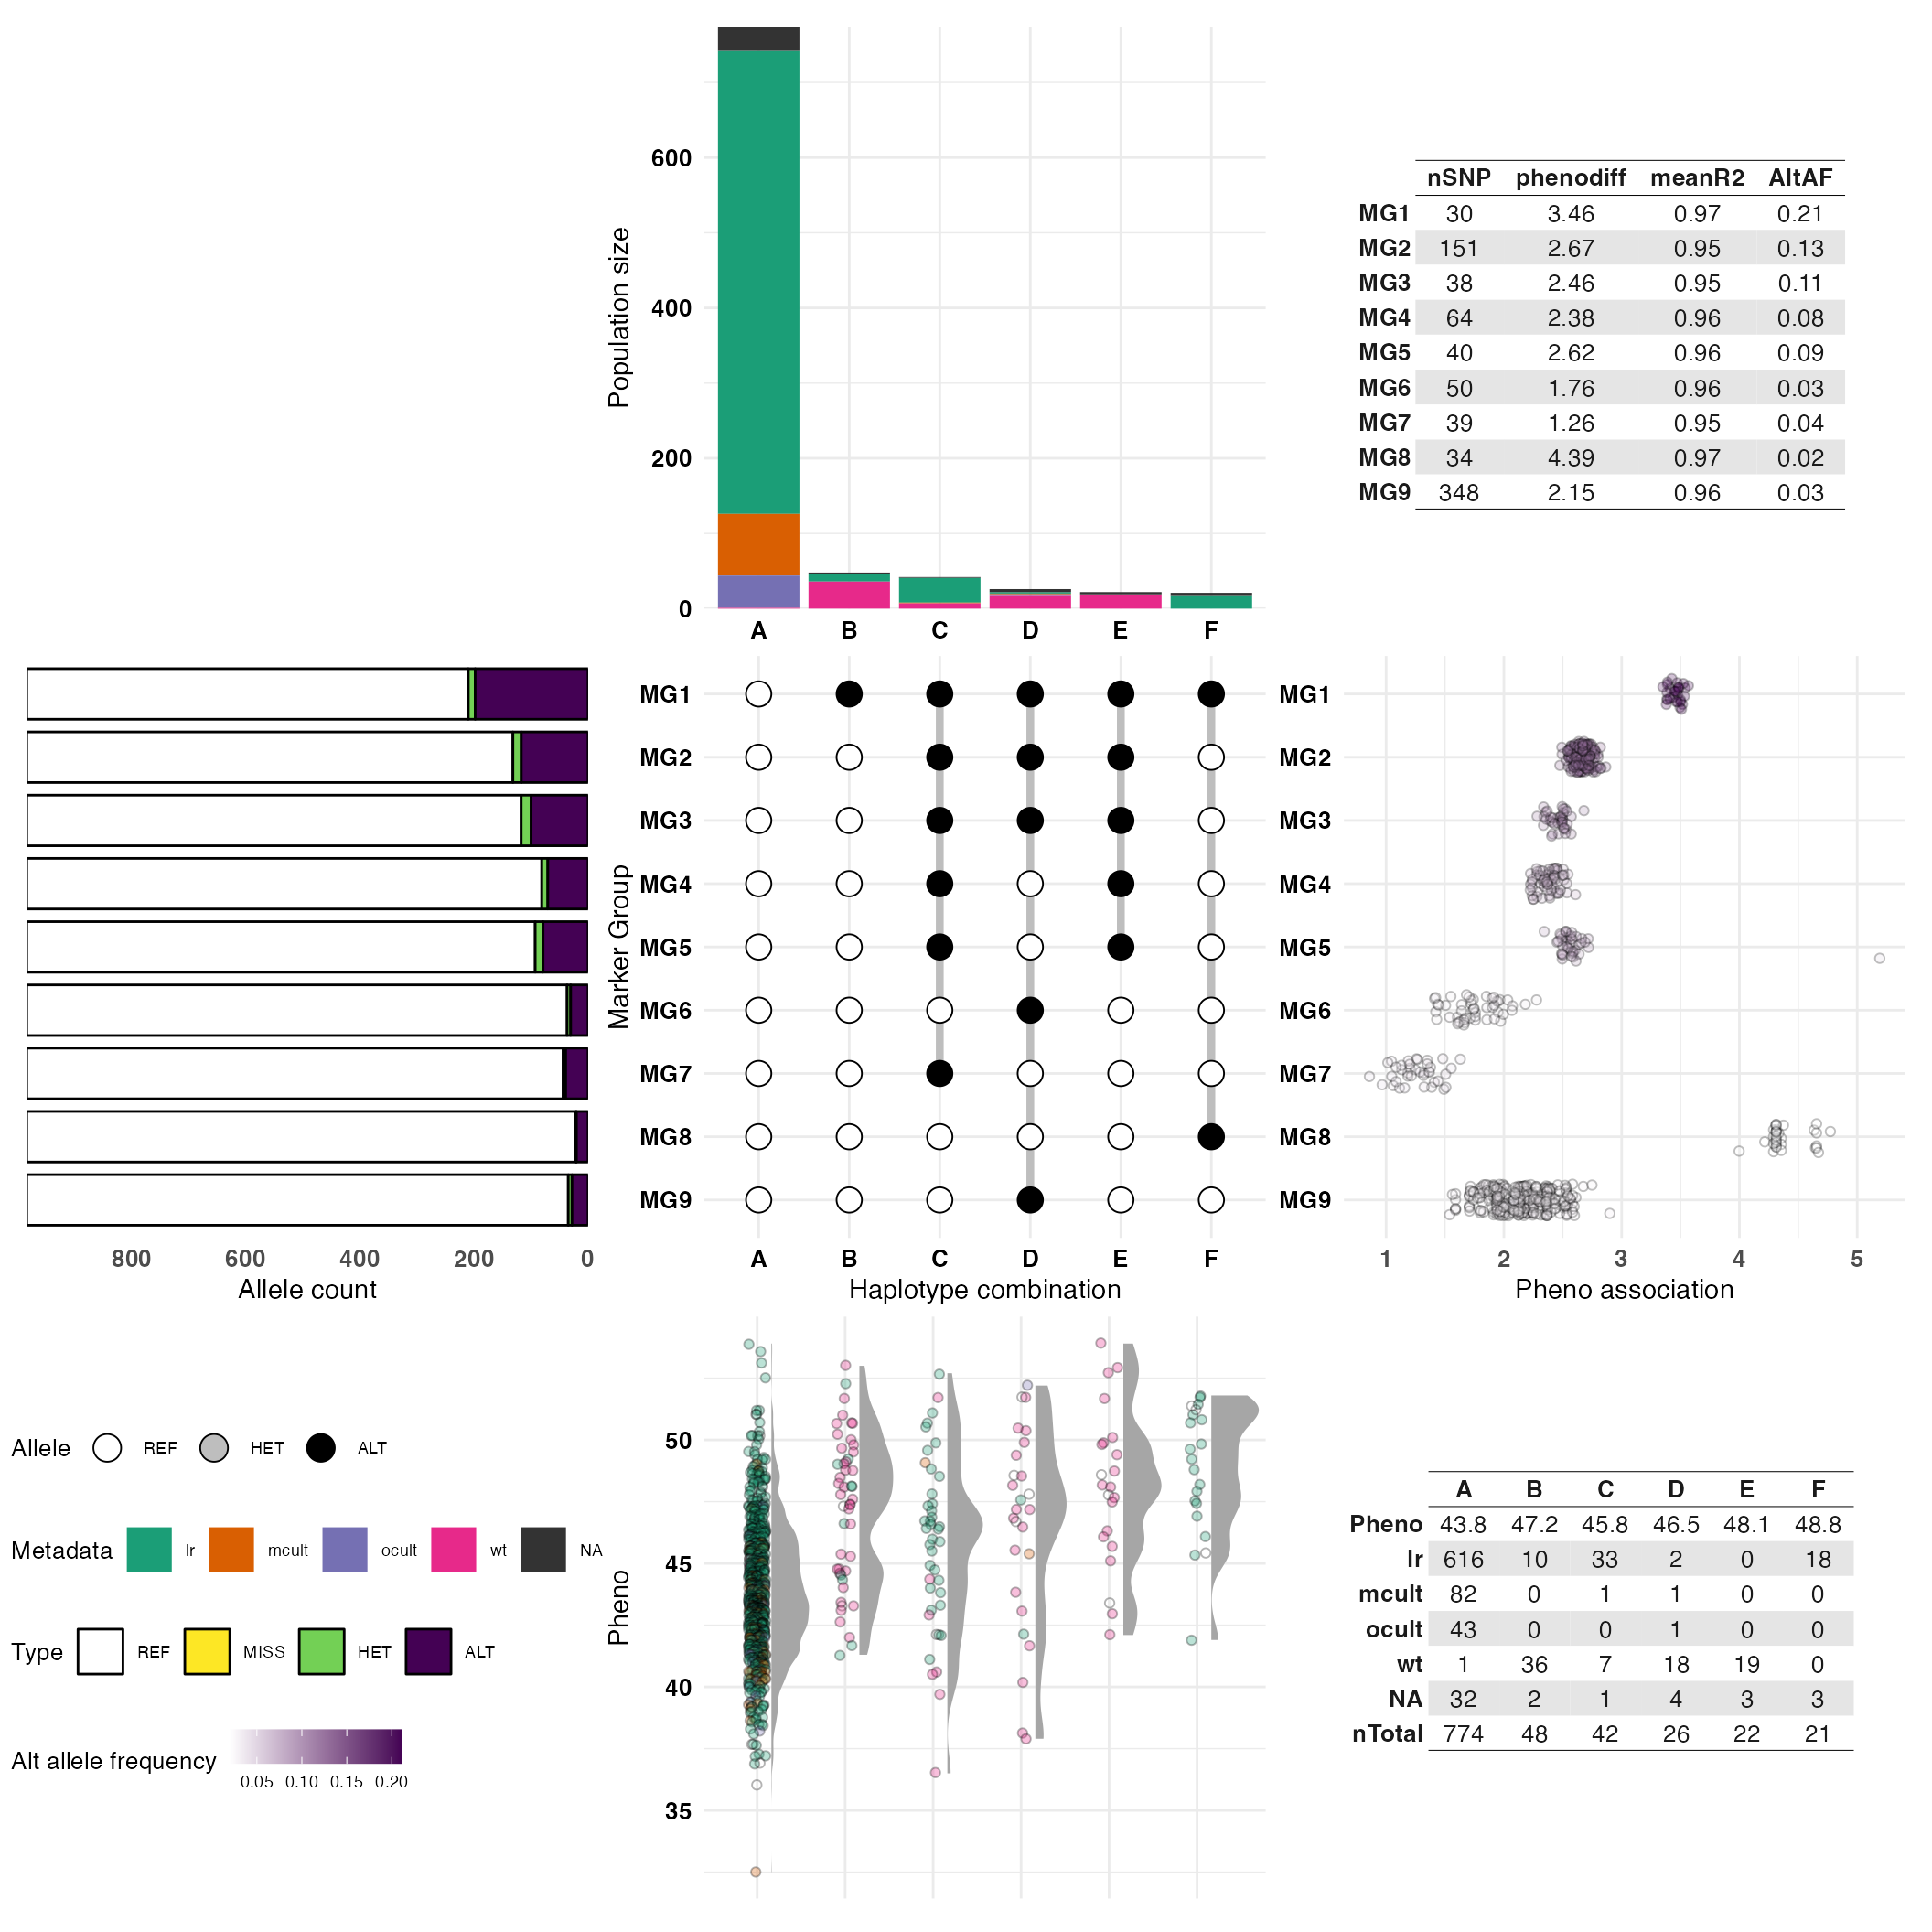 Population size
600
400
200
0
A B C D E F
nSNP phenodiff meanR2 AltAF
MG1 30 3.46 0.97 0.21
MG2 151 2.67 0.95 0.13
MG3 38 2.46 0.95 0.11
MG4 64 2.38 0.96 0.08
MG5 40 2.62 0.96 0.09
MG6 50 1.76 0.96 0.03
MG7 39 1.26 0.95 0.04
MG8 34 4.39 0.97 0.02
MG9 348 2.15 0.96 0.03
800 600 400 200 0
Allele count
Marker Group
MG1
MG2
MG3
MG4
MG5
MG6
MG7
MG8
MG9
A B C D E F
Haplotype combination
MG1
MG2
MG3
MG4
MG5
MG6
MG7
MG8
MG9
1 2 3 4 5
Pheno association
Allele REF HET ALT
Metadata lr mcult ocult wt NA
Type REF MISS HET ALT
Alt allele frequency
0.05 0.10 0.15 0.20
Pheno
50
45
40
35
A B C D E F
Pheno 43.8 47.2 45.8 46.5 48.1 48.8
lr 616 10 33 2 0 18
mcult 82 0 1 1 0 0
ocult 43 0 0 1 0 0
wt 1 36 7 18 19 0
NA 32 2 1 4 3 3
nTotal 774 48 42 26 22 21